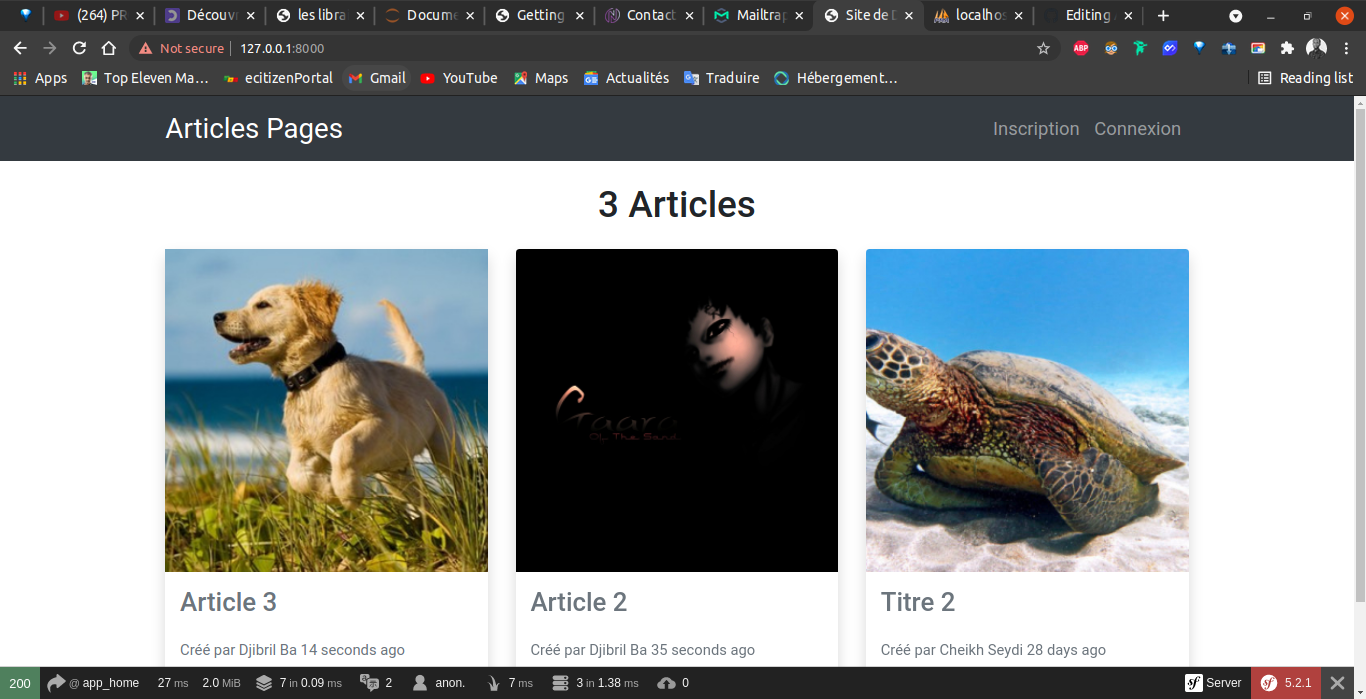 (264) PR
Découv
les libra
Docume
Getting
Contact
Mailtrap
Site de D
localhos
Editing
Not secure 127.0.0.1:8000
ABP
Apps Top Eleven Ma... ecitizenPortal Gmail YouTube Maps Actualités Traduire Hébergement... Reading list
Articles Pages Inscription Connexion
3 Articles
Gaara
Of The Sand
Article 3
Créé par Djibril Ba 14 seconds ago
Article 2
Créé par Djibril Ba 35 seconds ago
Titre 2
Créé par Cheikh Seydi 28 days ago
200 @ app_home 27 ms 2.0 MiB 7 in 0.09 ms 2 anon. 7 ms 3 in 1.38 ms 0 sf Server sf 5.2.1